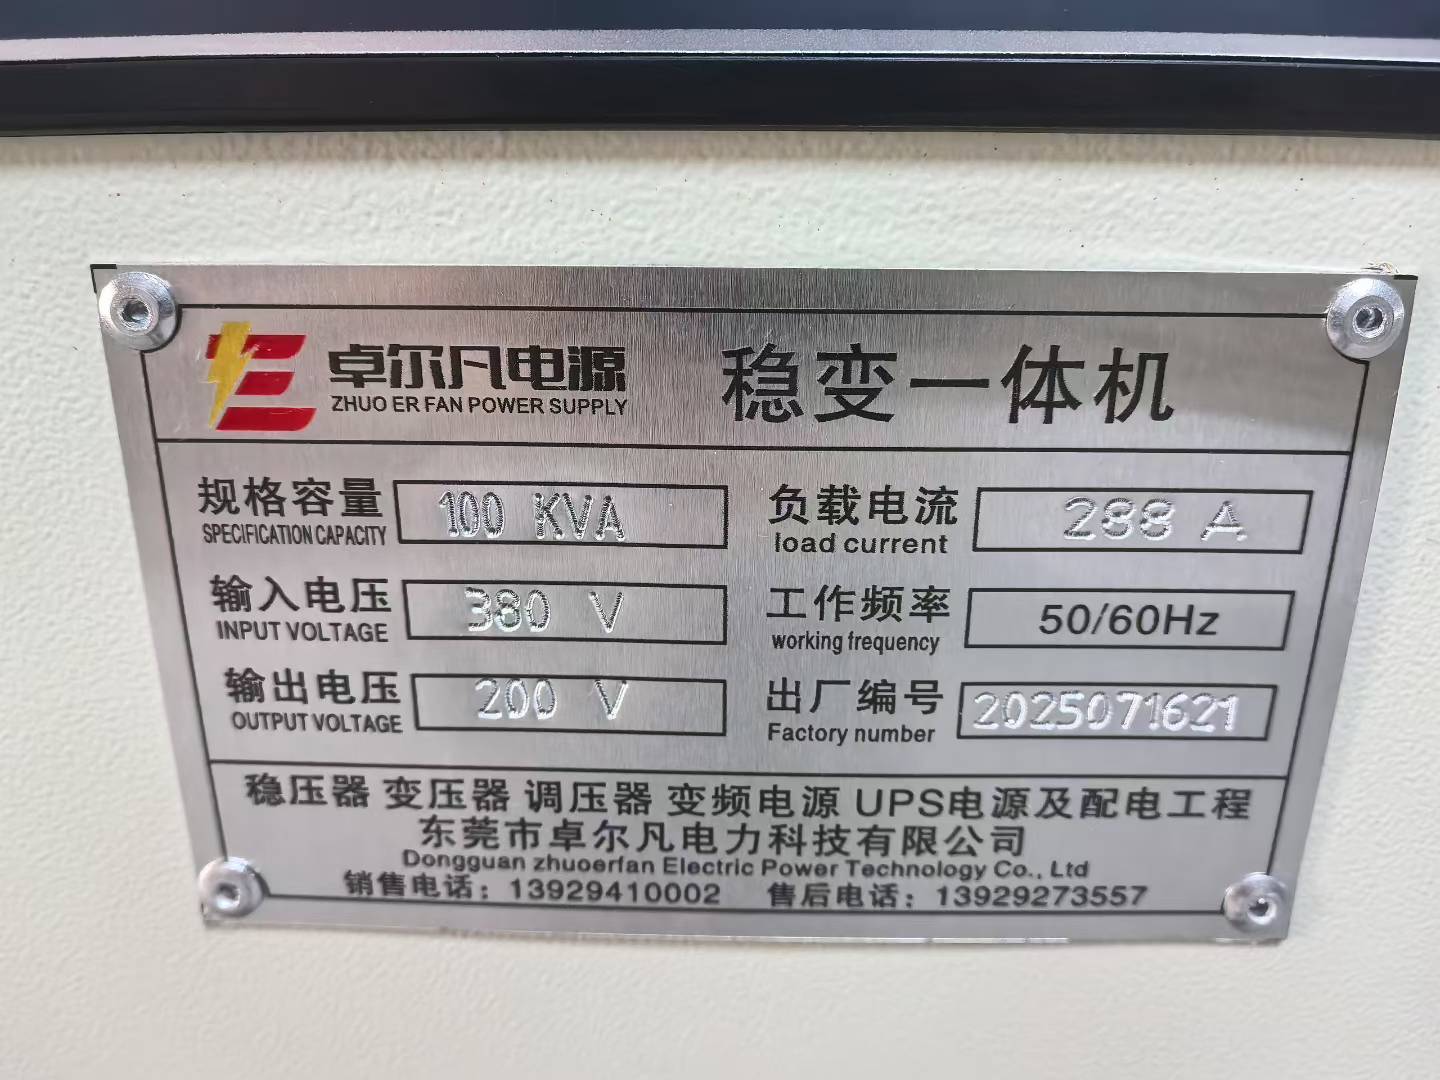 卓尔凡电源
ZHUO ER FAN POWER SUPPLY
稳变一体机
规格容量 100 KVA
SPECIFICATION CAPACITY
负载电流 288 A
load current
输入电压 380 V
INPUT VOLTAGE
工作频率 50/60Hz
working frequency
输出电压 200 V
OUTPUT VOLTAGE
出厂编号 2025071621
Factory number
稳压器 变压器 调压器 变频电源 UPS电源及配电工程
东莞市卓尔凡电力科技有限公司
Dongguan zhuoerfan Electric Power Technology Co., Ltd
销售电话：13929410002 售后电话：13929273557